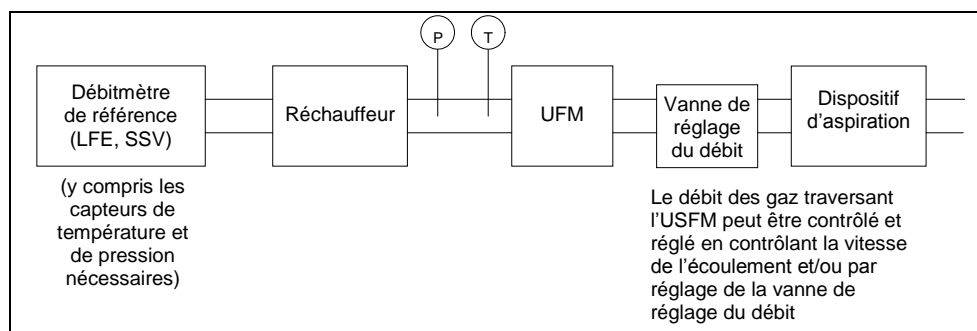 P
T
Débitmètre
de référence
(LFE, SSV)
Réchauffeur
UFM
Vanne de
réglage
du débit
Dispositif
d'aspiration
(y compris les
capteurs de
température et
de pression
nécessaires)
Le débit des gaz traversant
l'USFM peut être contrôlé et
réglé en contrôlant la vitesse
de l'écoulement et/ou par
réglage de la vanne de
réglage du débit